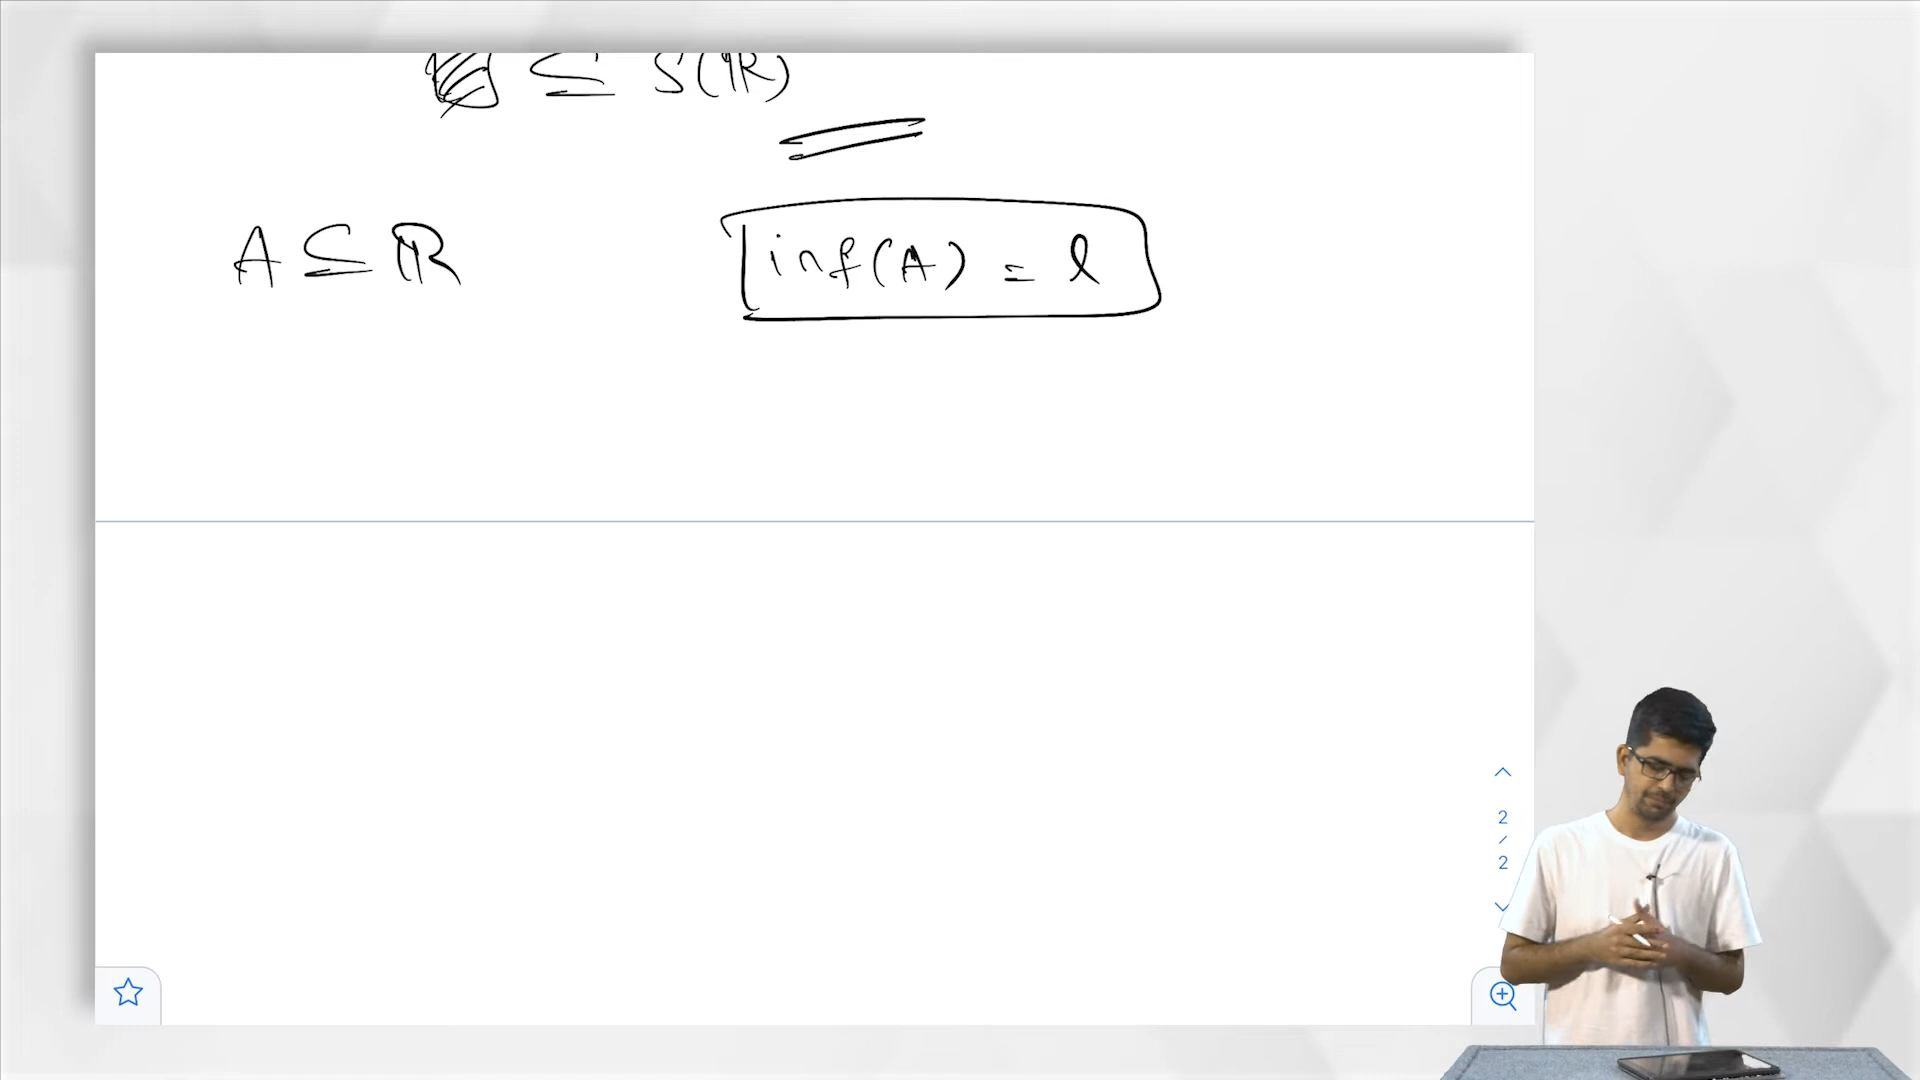 ⊆ S(ℝ)
A ⊆ ℝ inf(A) = l
2
/
2